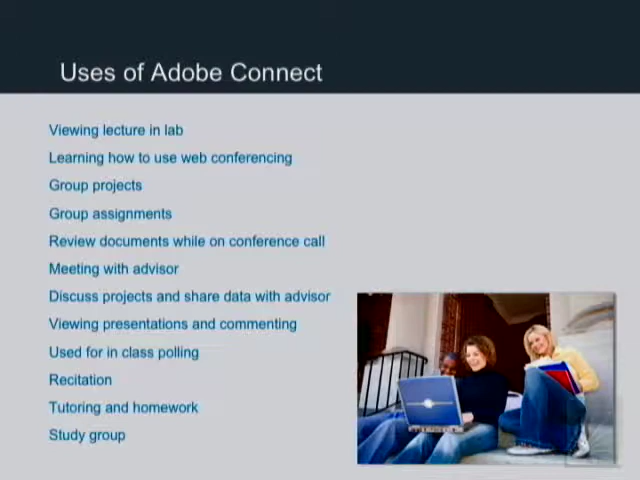 Uses of Adobe Connect
Viewing lecture in lab
Learning how to use web conferencing
Group projects
Group assignments
Review documents while on conference call
Meeting with advisor
Discuss projects and share data with advisor
Viewing presentations and commenting
Used for in class polling
Recitation
Tutoring and homework
Study group